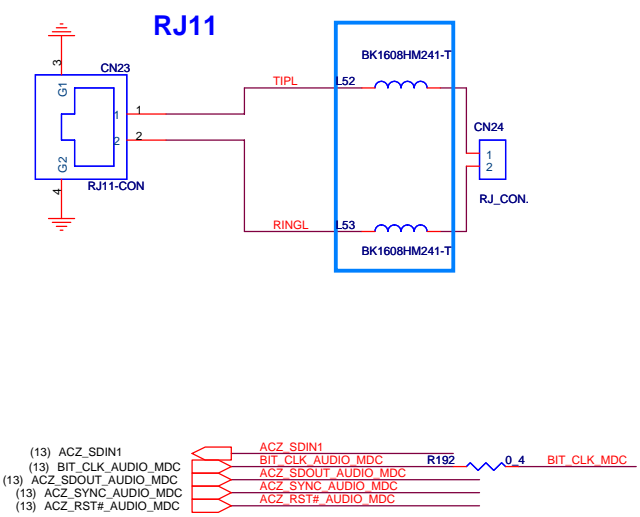 RJ11
BK1608HM241-T
3
CN23
TIPL
L52
G1
1
1
CN24
2
2
1
2
G2
RJ11-CON
4
RJ_CON.
RINGL
L53
BK1608HM241-T
(13) ACZ_SDIN1
ACZ_SDIN1
(13) BIT_CLK_AUDIO_MDC
BIT_CLK_AUDIO_MDC
R192
0_4
BIT_CLK_MDC
(13) ACZ_SDOUT_AUDIO_MDC
ACZ_SDOUT_AUDIO_MDC
(13) ACZ_SYNC_AUDIO_MDC
ACZ_SYNC_AUDIO_MDC
(13) ACZ_RST#_AUDIO_MDC
ACZ_RST#_AUDIO_MDC